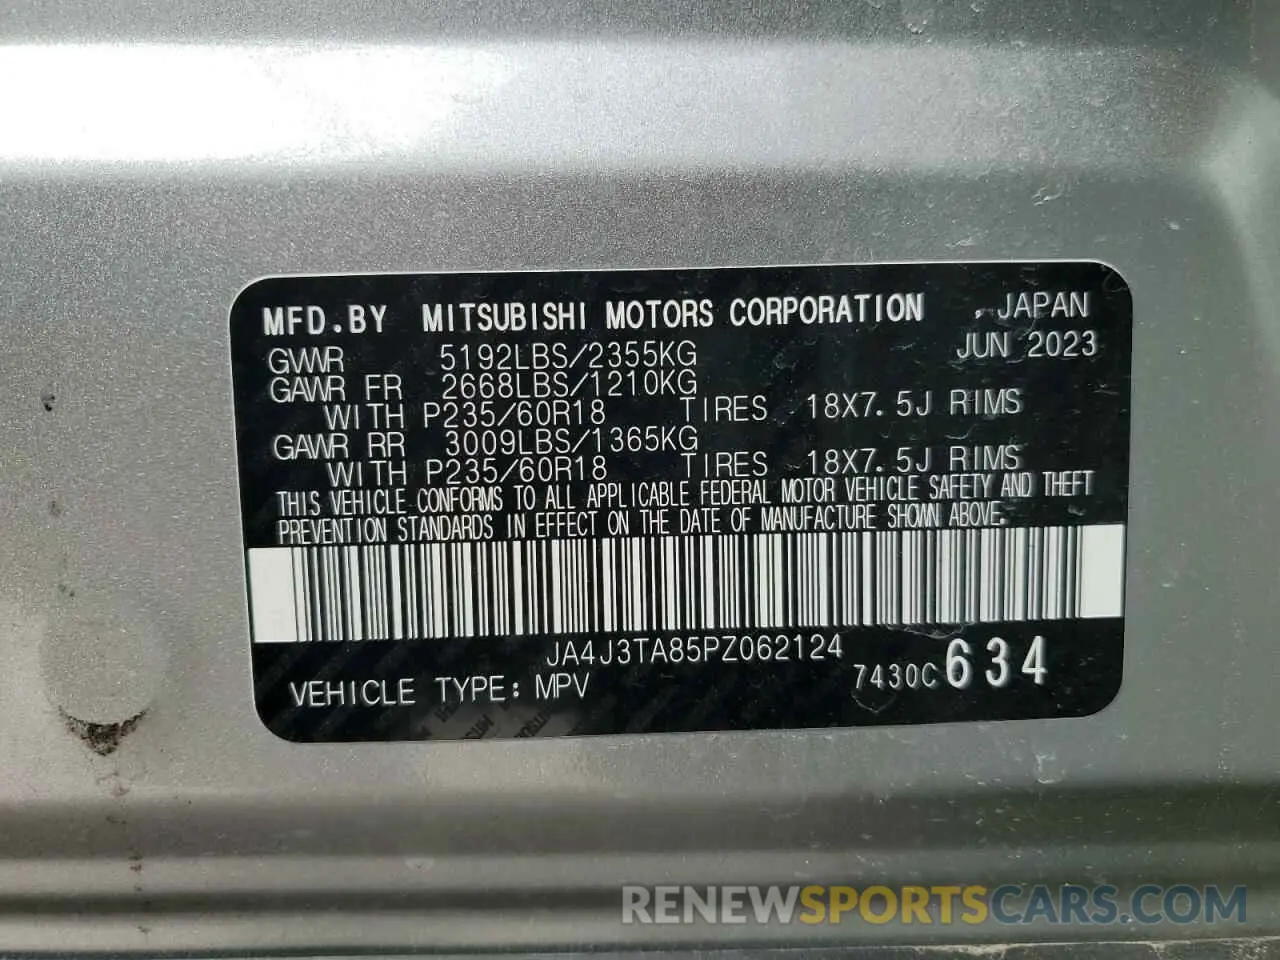 MFD.BY MITSUBISHI MOTORS CORPORATION ,JAPAN
GVWR 5192LBS/2355KG JUN 2023
GAWR FR 2668LBS/1210KG
WITH P235/60R18 TIRES 18X7.5J RIMS
GAWR RR 3009LBS/1365KG
WITH P235/60R18 TIRES 18X7.5J RIMS
THIS VEHICLE CONFORMS TO ALL APPLICABLE FEDERAL MOTOR VEHICLE SAFETY AND THEFT
PREVENTION STANDARDS IN EFFECT ON THE DATE OF MANUFACTURE SHOWN ABOVE.
JA4J3TA85PZ062124
VEHICLE TYPE: MPV 7430C 634
RENEWSPORTSCARS.COM